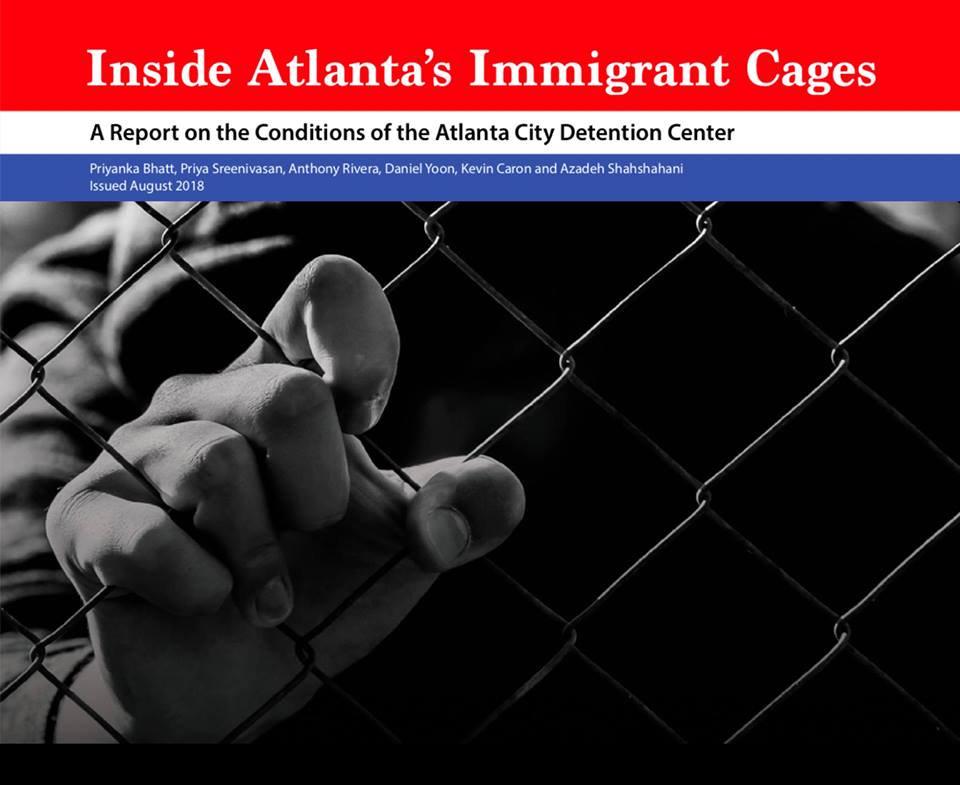 Inside Atlanta’s Immigrant Cages
A Report on the Conditions of the Atlanta City Detention Center
Priyanka Bhatt, Priya Sreenivasan, Anthony Rivera, Daniel Yoon, Kevin Caron and Azadeh Shahshahani
Issued August 2018